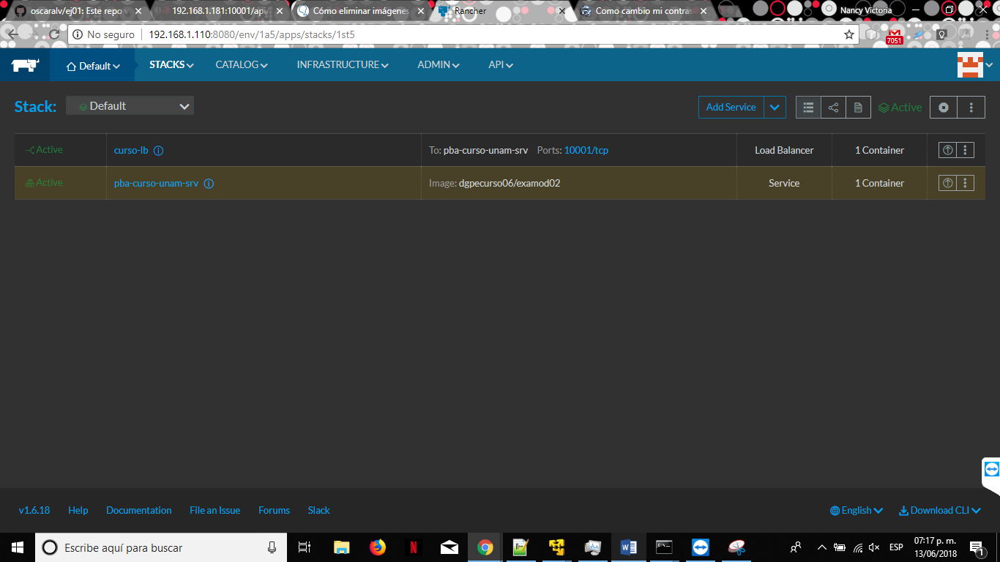 oscaralv/ej01: Este repo v
192.168.1.181:10001/api/
Cómo eliminar imágenes
Rancher
Como cambio mi contras
Nancy Victoria
No seguro
192.168.1.110:8080/env/1a5/apps/stacks/1st5
7051
Default
STACKS
CATALOG
INFRASTRUCTURE
ADMIN
API
Stack:
Default
Add Service
Active
Active
curso-lb
To: pba-curso-unam-srv Ports: 10001/tcp
Load Balancer
1 Container
Active
pba-curso-unam-srv
Image: dgpecurso06/examod02
Service
1 Container
v1.6.18
Help
Documentation
File an Issue
Forums
Slack
English
Download CLI
Escribe aquí para buscar
ESP
07:17 p. m.
13/06/2018
1